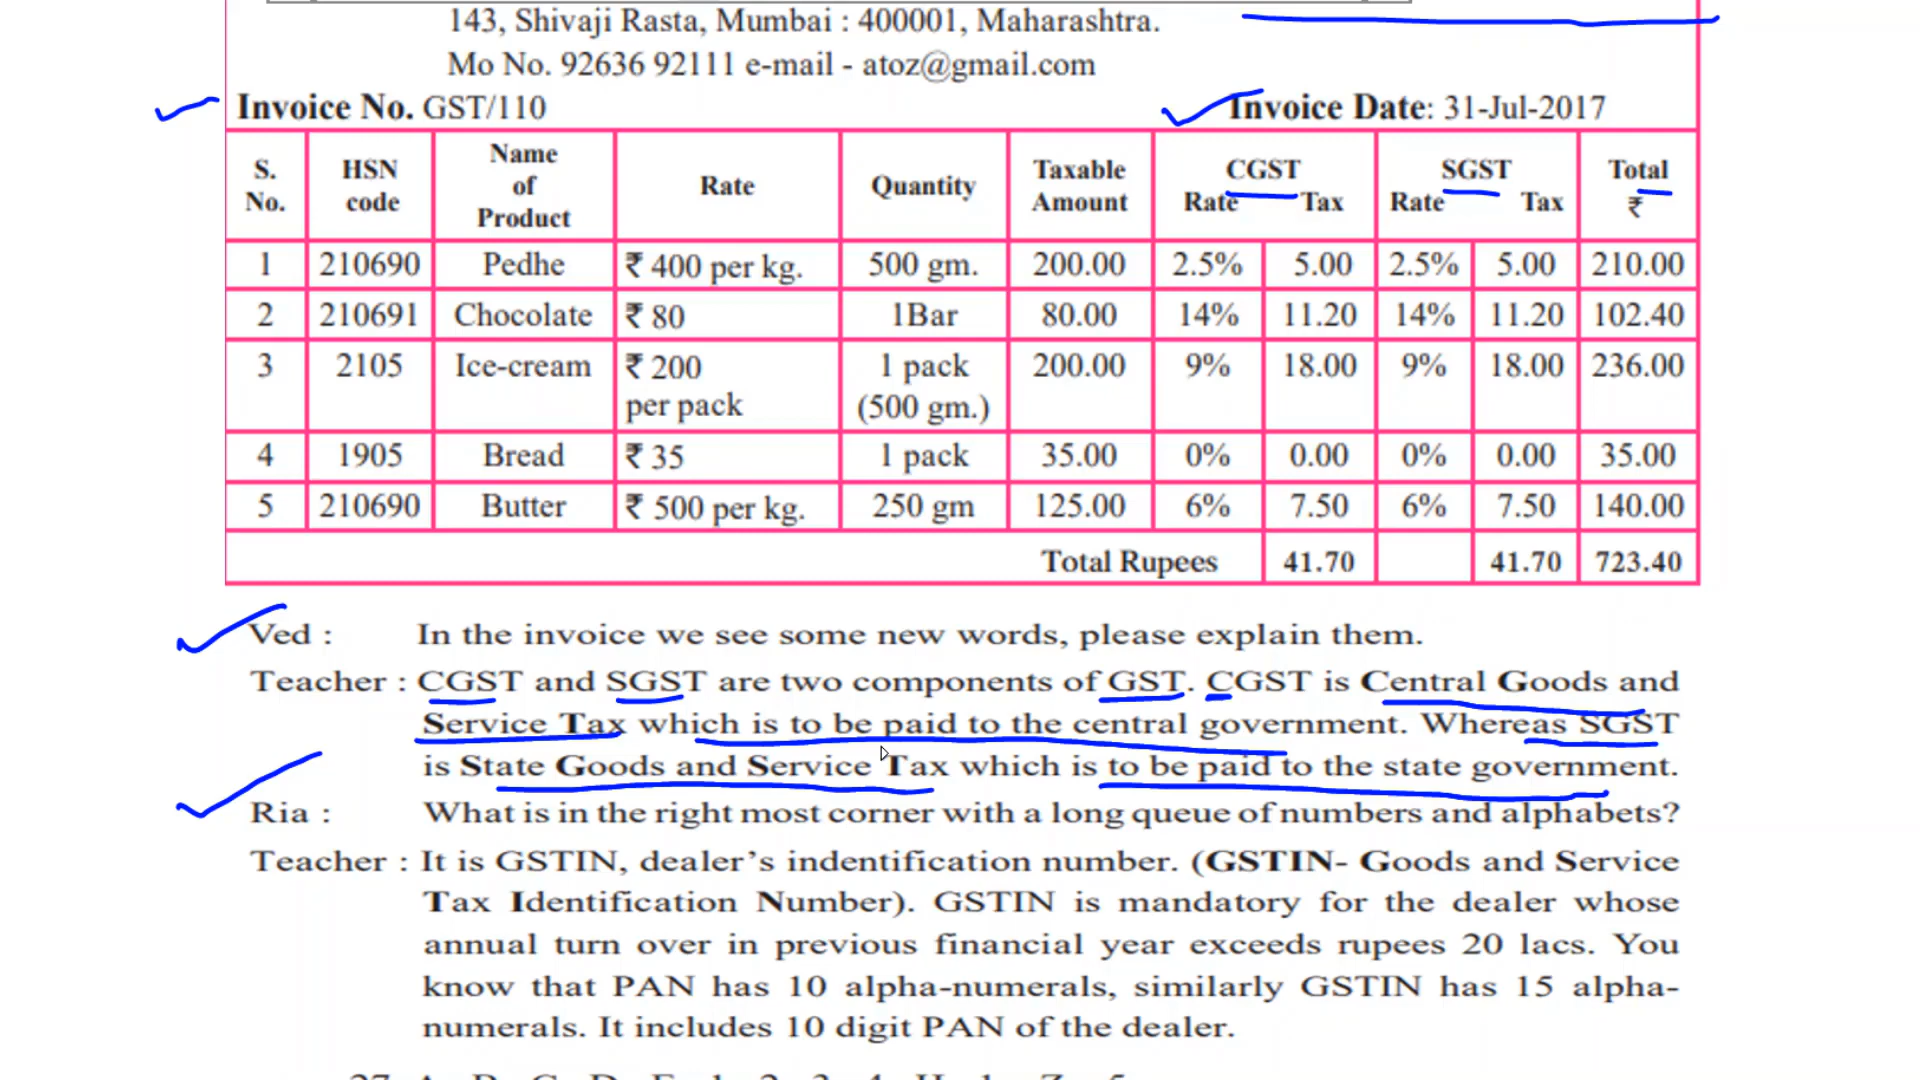 143, Shivaji Rasta, Mumbai : 400001, Maharashtra.
Mo No. 92636 92111 e-mail - atoz@gmail.com
Invoice No. GST/110 Invoice Date: 31-Jul-2017
S. No. HSN code Name of Product Rate Quantity Taxable Amount CGST Rate Tax SGST Rate Tax Total ₹
1 210690 Pedhe ₹ 400 per kg. 500 gm. 200.00 2.5% 5.00 2.5% 5.00 210.00
2 210691 Chocolate ₹ 80 1Bar 80.00 14% 11.20 14% 11.20 102.40
3 2105 Ice-cream ₹ 200 per pack 1 pack (500 gm.) 200.00 9% 18.00 9% 18.00 236.00
4 1905 Bread ₹ 35 1 pack 35.00 0% 0.00 0% 0.00 35.00
5 210690 Butter ₹ 500 per kg. 250 gm 125.00 6% 7.50 6% 7.50 140.00
Total Rupees 41.70 41.70 723.40
Ved : In the invoice we see some new words, please explain them.
Teacher : CGST and SGST are two components of GST. CGST is Central Goods and
Service Tax which is to be paid to the central government. Whereas SGST
is State Goods and Service Tax which is to be paid to the state government.
Ria : What is in the right most corner with a long queue of numbers and alphabets?
Teacher : It is GSTIN, dealer's indentification number. (GSTIN- Goods and Service
Tax Identification Number). GSTIN is mandatory for the dealer whose
annual turn over in previous financial year exceeds rupees 20 lacs. You
know that PAN has 10 alpha-numerals, similarly GSTIN has 15 alpha-
numerals. It includes 10 digit PAN of the dealer.